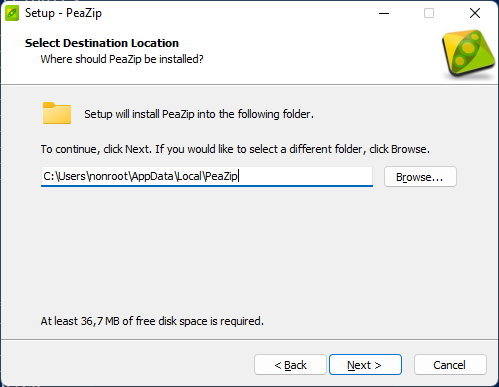 Setup - PeaZip
Select Destination Location
Where should PeaZip be installed?
Setup will install PeaZip into the following folder.
To continue, click Next. If you would like to select a different folder, click Browse.
C:\Users\nonroot\AppData\Local\PeaZip
Browse...
At least 36,7 MB of free disk space is required.
< Back
Next >
Cancel